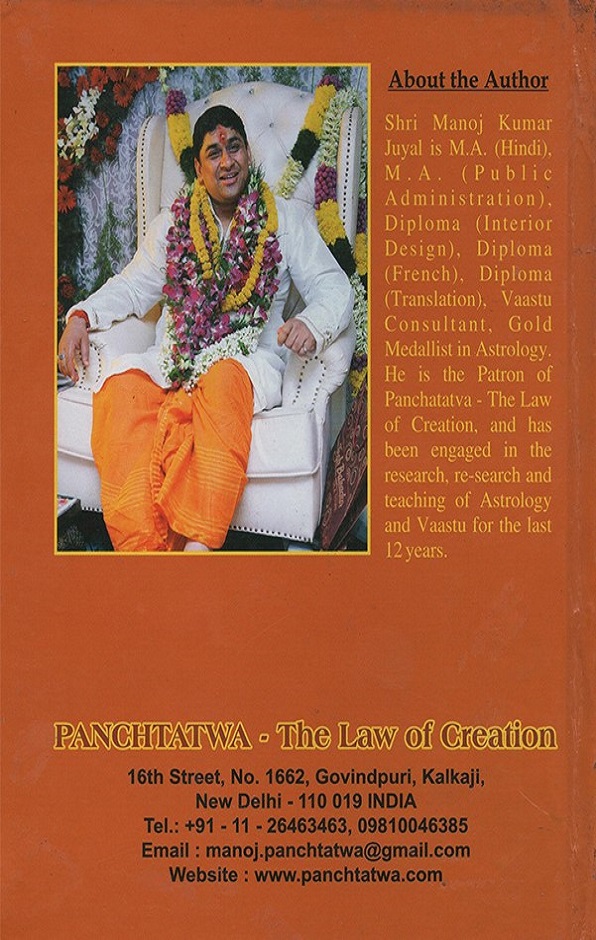 About the Author
Shri Manoj Kumar
Juyal is M.A. (Hindi),
M.A. (Public
Administration),
Diploma (Interior
Design), Diploma
(French), Diploma
(Translation), Vaastu
Consultant, Gold
Medallist in Astrology.
He is the Patron of
Panchatatva - The Law
of Creation, and has
been engaged in the
research, re-search and
teaching of Astrology
and Vaastu for the last
12 years.
PANCHTATWA - The Law of Creation
16th Street, No. 1662, Govindpuri, Kalkaji,
New Delhi - 110 019 INDIA
Tel.: +91 - 11 - 26463463, 09810046385
Email : manoj.panchtatwa@gmail.com
Website : www.panchtatwa.com